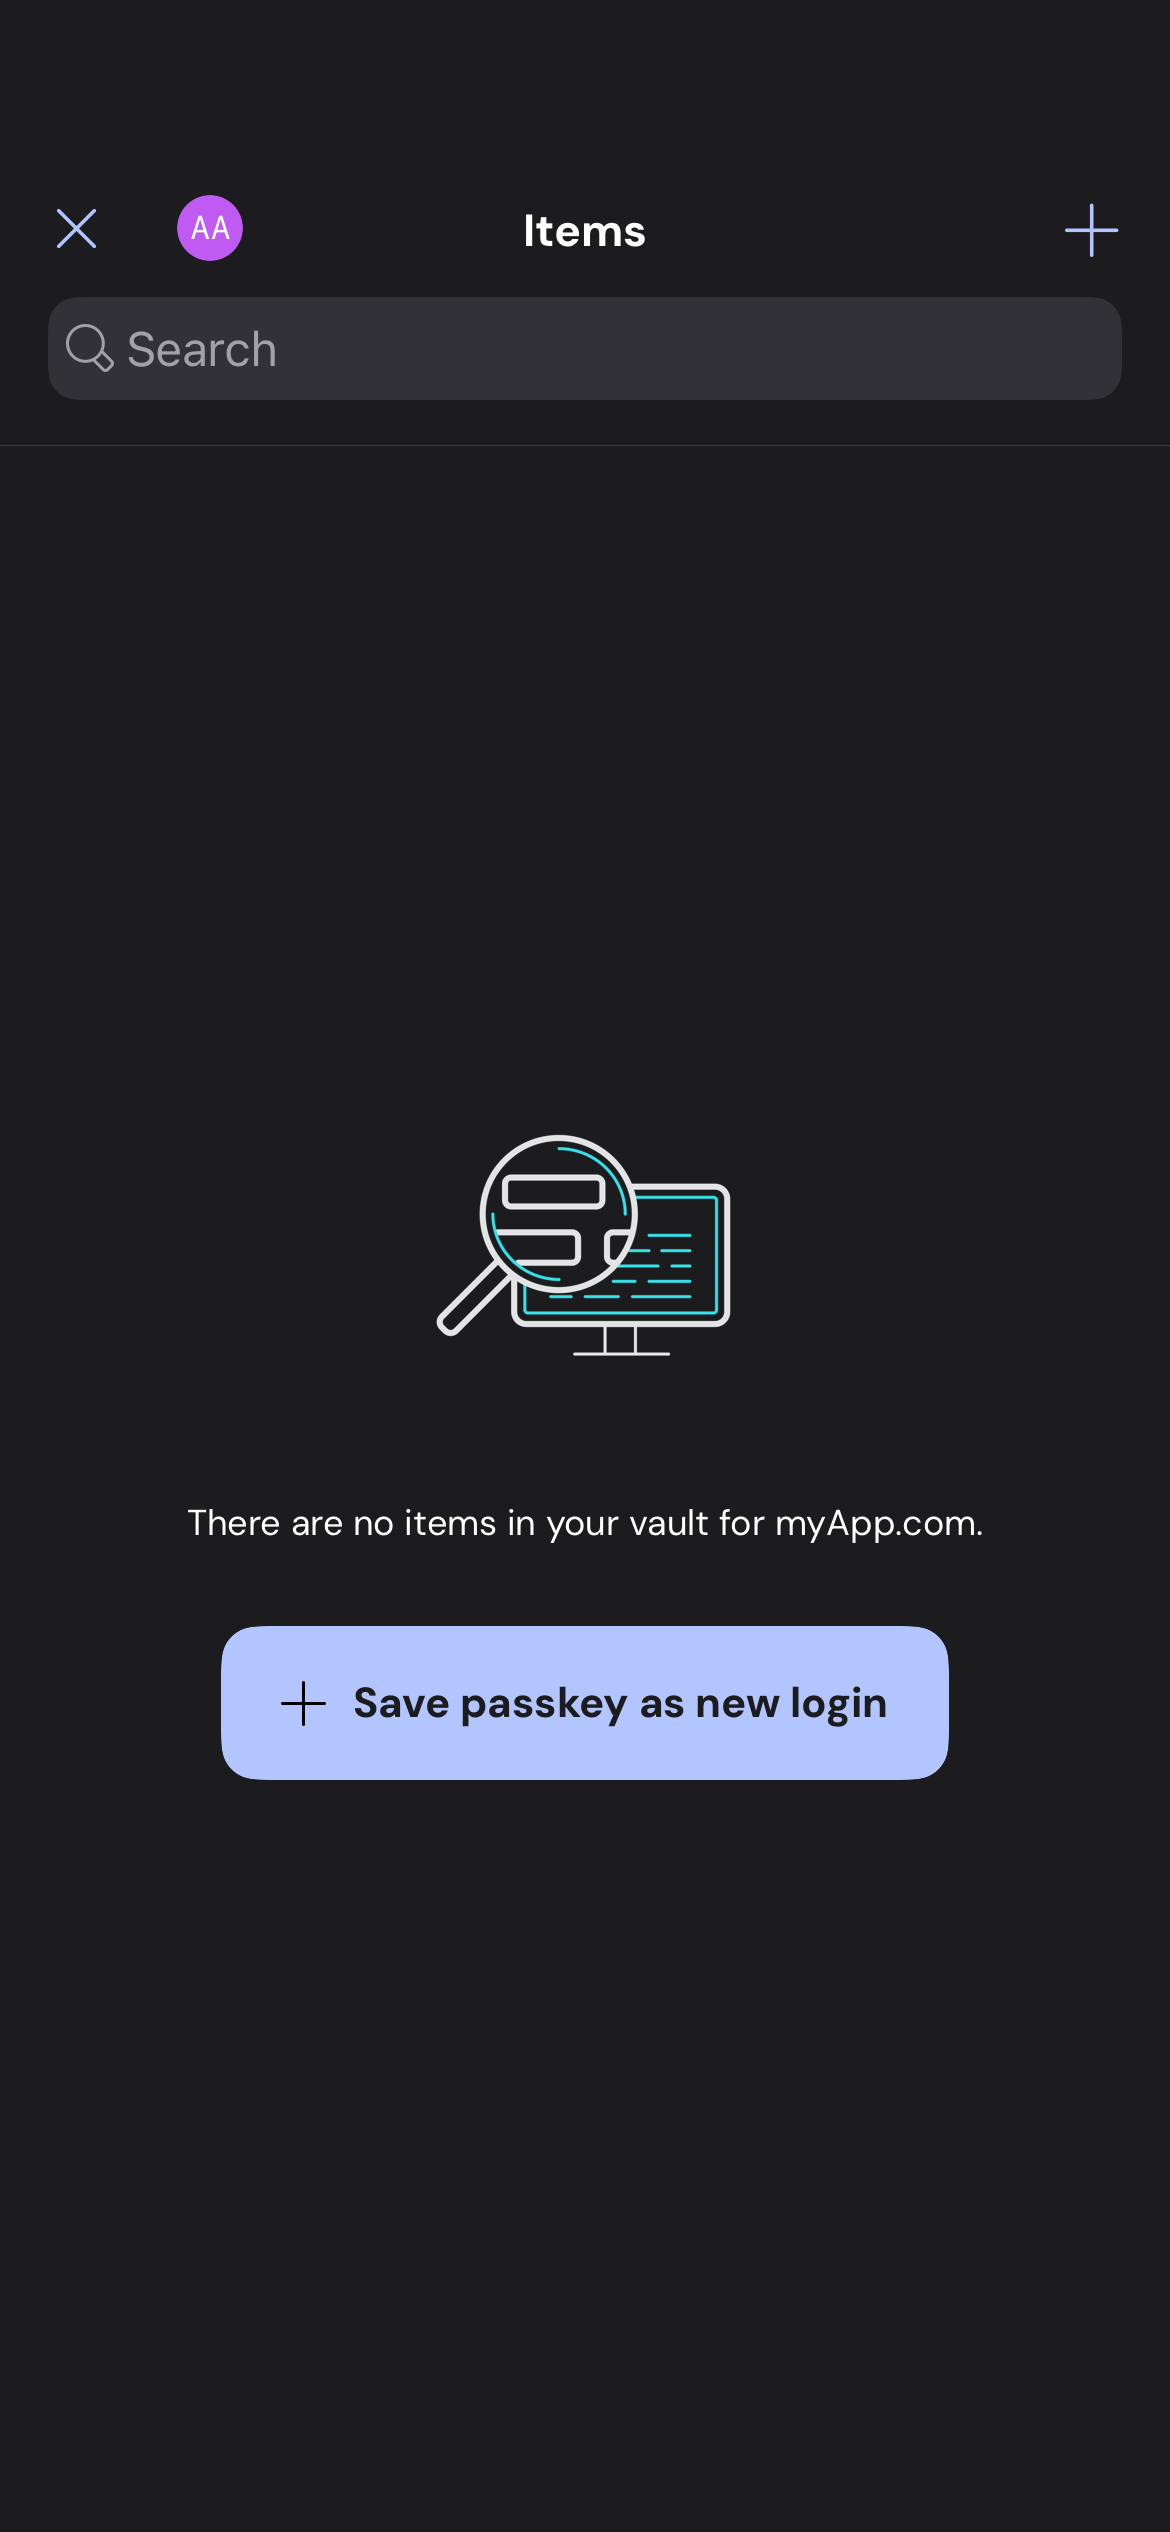 AA
Items
Search
There are no items in your vault for myApp.com.
Save passkey as new login